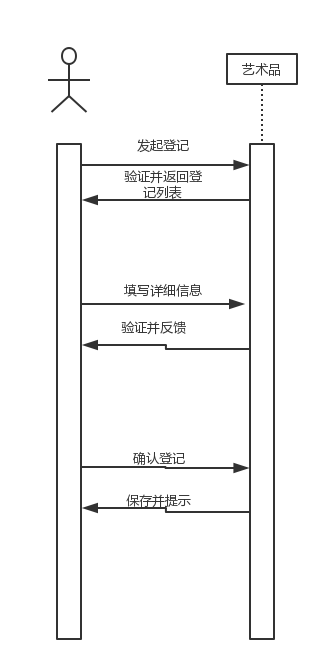 艺术品
发起登记
验证并返回登
记列表
填写详细信息
验证并反馈
确认登记
保存并提示